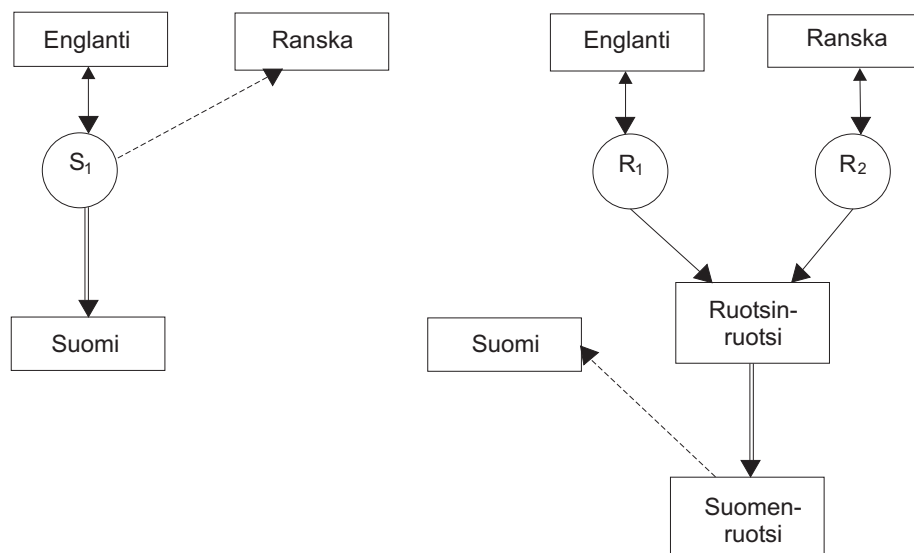 Englanti
Ranska
S1
Suomi
Englanti
Ranska
R1
R2
Ruotsin-
ruotsi
Suomi
Suomen-
ruotsi